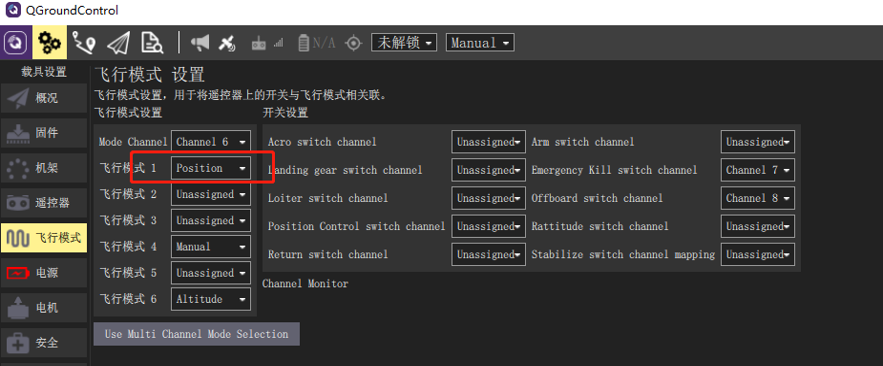 QGroundControl
N/A 未解锁 Manual
载具设置
飞行模式 设置
飞行模式设置，用于将遥控器上的开关与飞行模式相关联。
飞行模式设置 开关设置
概况
固件
机架
遥控器
飞行模式
电源
电机
安全
Mode Channel Channel 6
飞行模式 1 Position
飞行模式 2 Unassigned
飞行模式 3 Unassigned
飞行模式 4 Manual
飞行模式 5 Unassigned
飞行模式 6 Altitude
Use Multi Channel Mode Selection
Acro switch channel Unassigned Arm switch channel Unassigned
Landing gear switch channel Unassigned Emergency Kill switch channel Channel 7
Loiter switch channel Unassigned Offboard switch channel Channel 8
Position Control switch channel Unassigned Rattitude switch channel Unassigned
Return switch channel Unassigned Stabilize switch channel mapping Unassigned
Channel Monitor